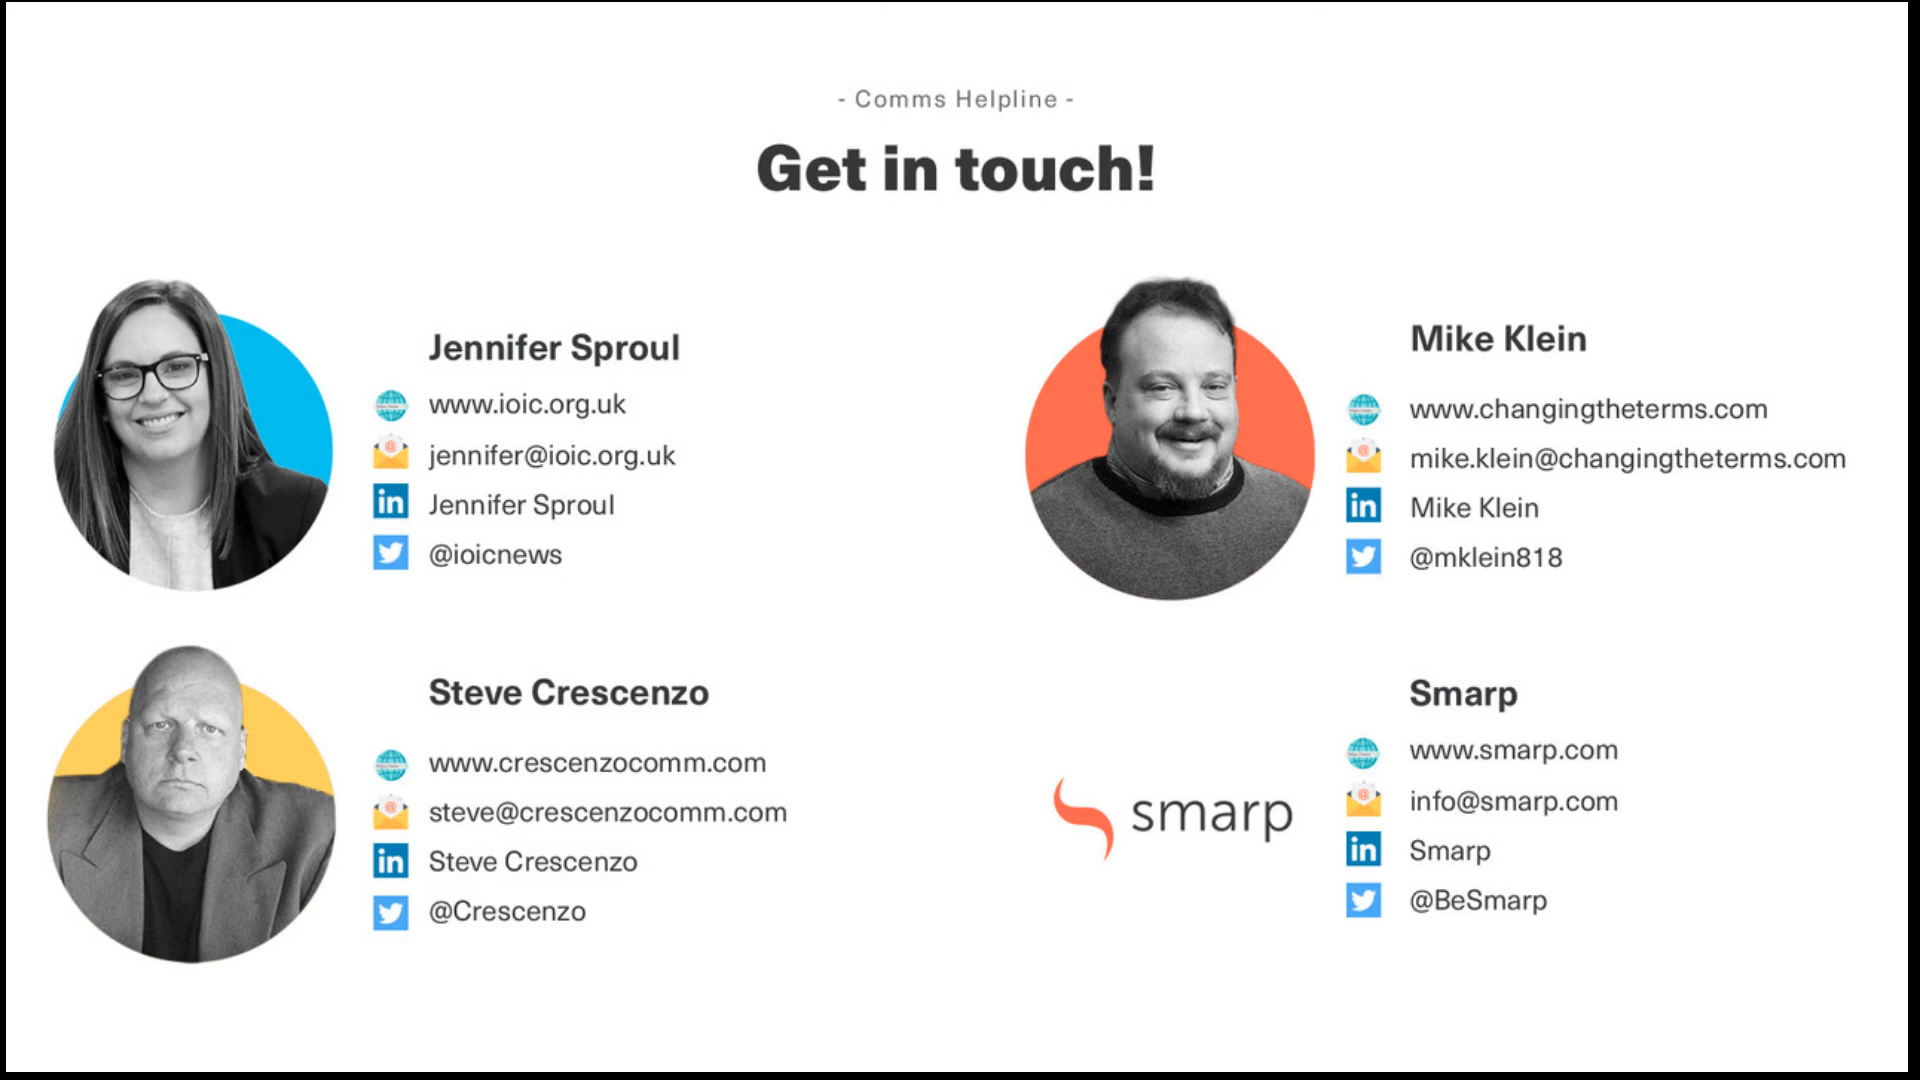 - Comms Helpline -
Get in touch!
Jennifer Sproul
www.ioic.org.uk
jennifer@ioic.org.uk
Jennifer Sproul
@ioicnews
Mike Klein
www.changingtheterms.com
mike.klein@changingtheterms.com
Mike Klein
@mklein818
Steve Crescenzo
www.crescenzocomm.com
steve@crescenzocomm.com
Steve Crescenzo
@Crescenzo
smarp
Smarp
www.smarp.com
info@smarp.com
Smarp
@BeSmarp